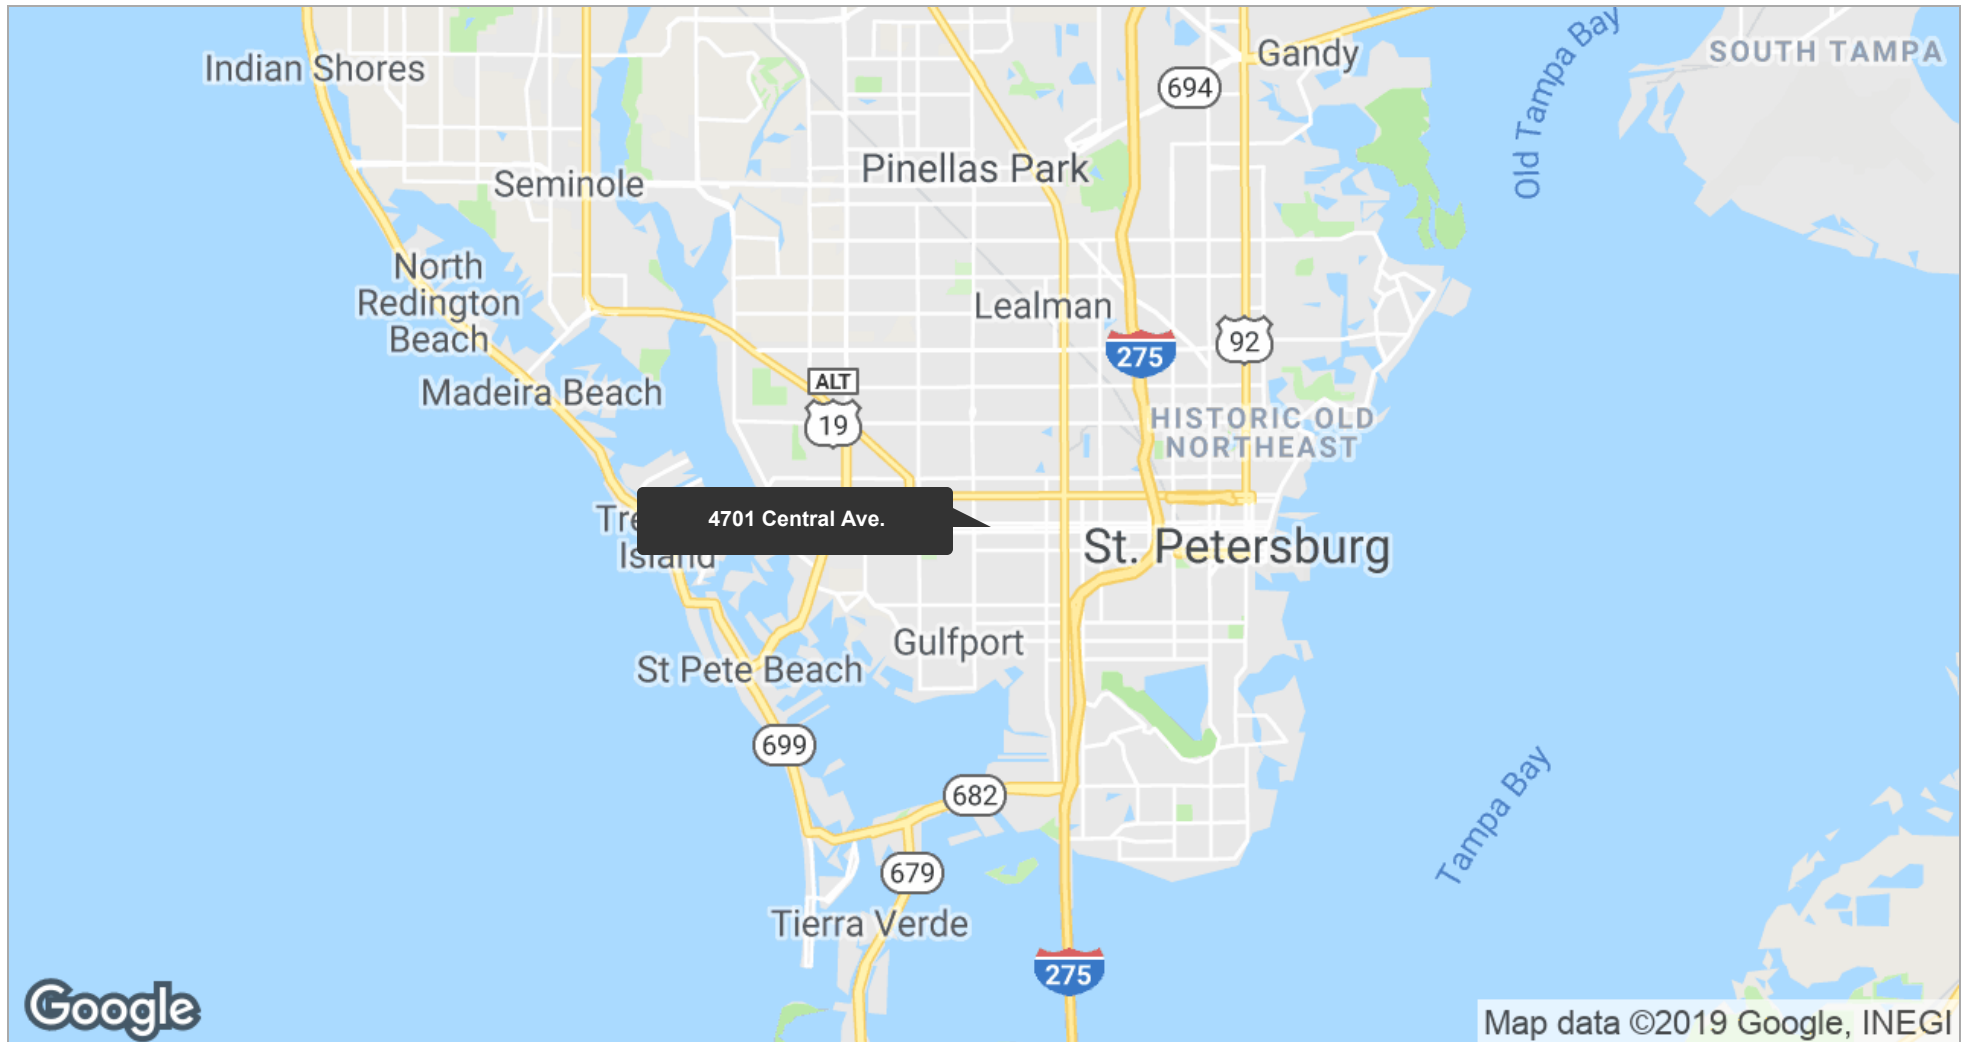 Indian Shores
Gandy
SOUTH TAMPA
694
Old Tampa Bay
Pinellas Park
Seminole
North
Redington
Beach
Lealman
275
92
Madeira Beach
ALT
19
HISTORIC OLD
NORTHEAST
4701 Central Ave.
Island
St. Petersburg
Gulfport
St Pete Beach
699
682
Tampa Bay
679
Tierra Verde
275
Google
Map data ©2019 Google, INEGI